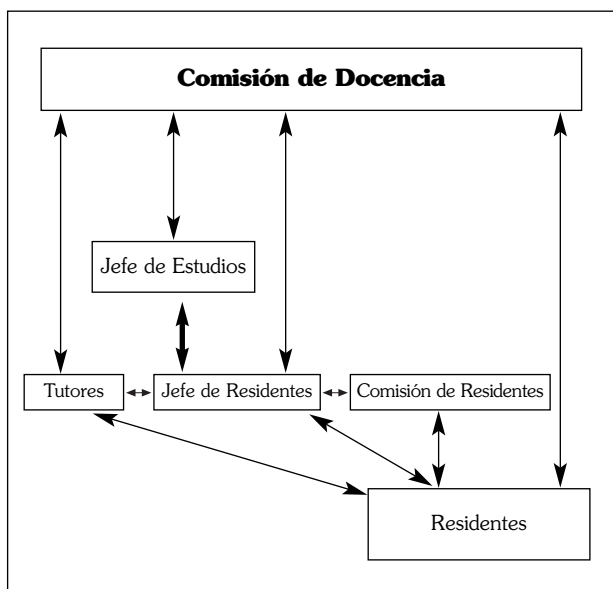 Comisión de Docencia
Jefe de Estudios
Tutores
Jefe de Residentes
Comisión de Residentes
Residentes